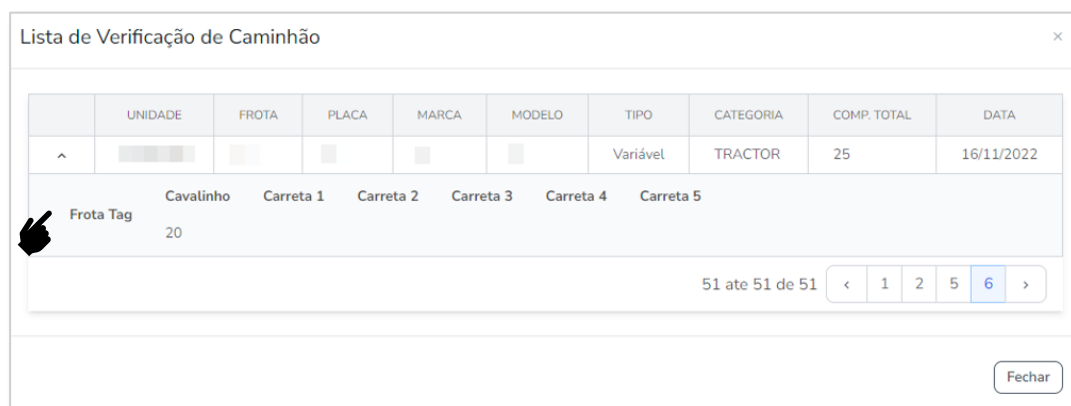 Lista de Verificação de Caminhão ×
UNIDADE FROTA PLACA MARCA MODELO TIPO CATEGORIA COMP. TOTAL DATA
Variável TRACTOR 25 16/11/2022
Cavalinho Carreta 1 Carreta 2 Carreta 3 Carreta 4 Carreta 5
Frota Tag
20
51 ate 51 de 51 ‹ 1 2 5 6 ›
Fechar